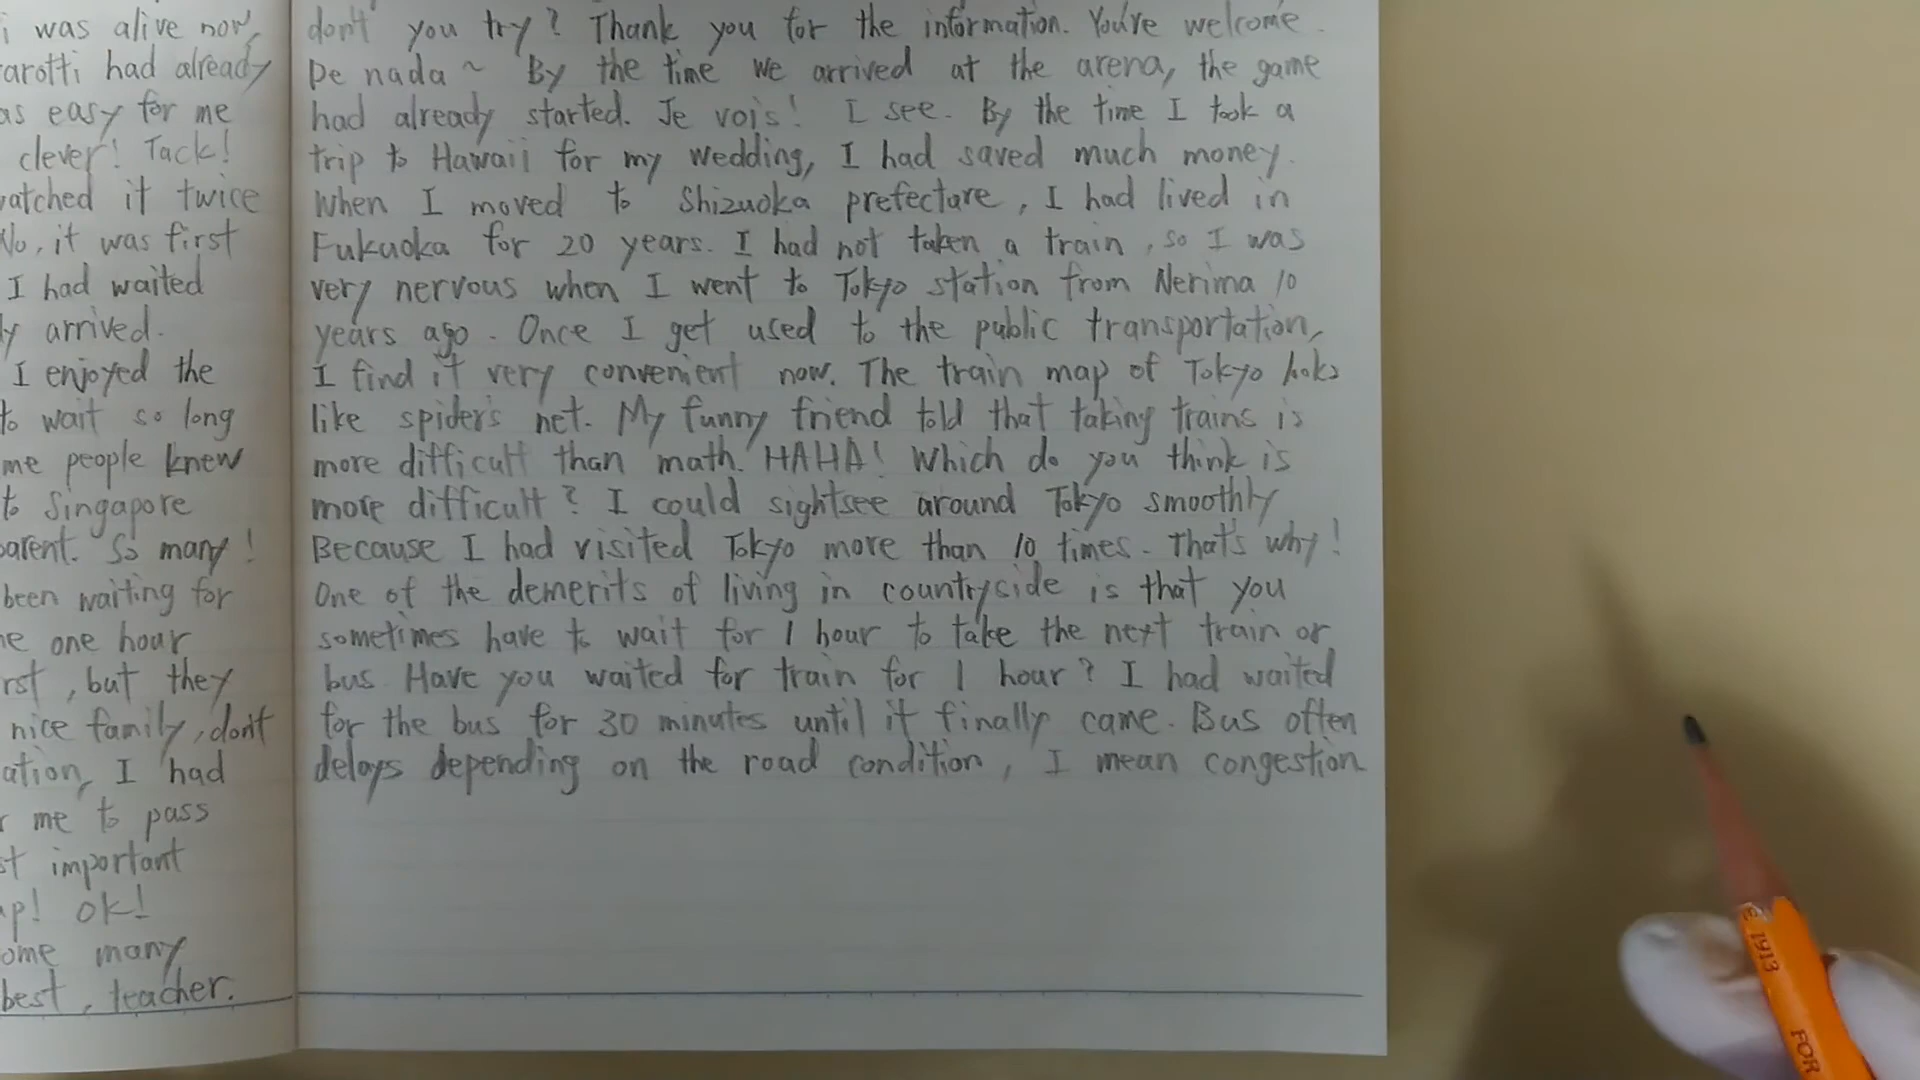 i was alive now,
arotti had already
as easy for me
clever! Tack!
watched it twice
No, it was first
I had waited
ly arrived.
I enjoyed the
to wait so long
me people knew
to Singapore
parent. So many!
been waiting for
one hour
rst, but they
nice family, don't
ation, I had
r me to pass
st important
up! OK!
ome many
best, teacher.
don't you try? Thank you for the information. You're welcome.
De nada ~ By the time we arrived at the arena, the game
had already started. Je vois! I see. By the time I took a
trip to Hawaii for my wedding, I had saved much money.
When I moved to Shizuoka prefecture, I had lived in
Fukuoka for 20 years. I had not taken a train, so I was
very nervous when I went to Tokyo station from Nerima 10
years ago. Once I get used to the public transportation,
I find it very convenient now. The train map of Tokyo looks
like spider's net. My funny friend told that taking trains is
more difficult than math. HAHA! Which do you think is
more difficult? I could sightsee around Tokyo smoothly
Because I had visited Tokyo more than 10 times. That's why!
One of the demerits of living in countryside is that you
sometimes have to wait for 1 hour to take the next train or
bus. Have you waited for train for 1 hour? I had waited
for the bus for 30 minutes until it finally came. Bus often
delays depending on the road condition, I mean congestion
1913
FOR